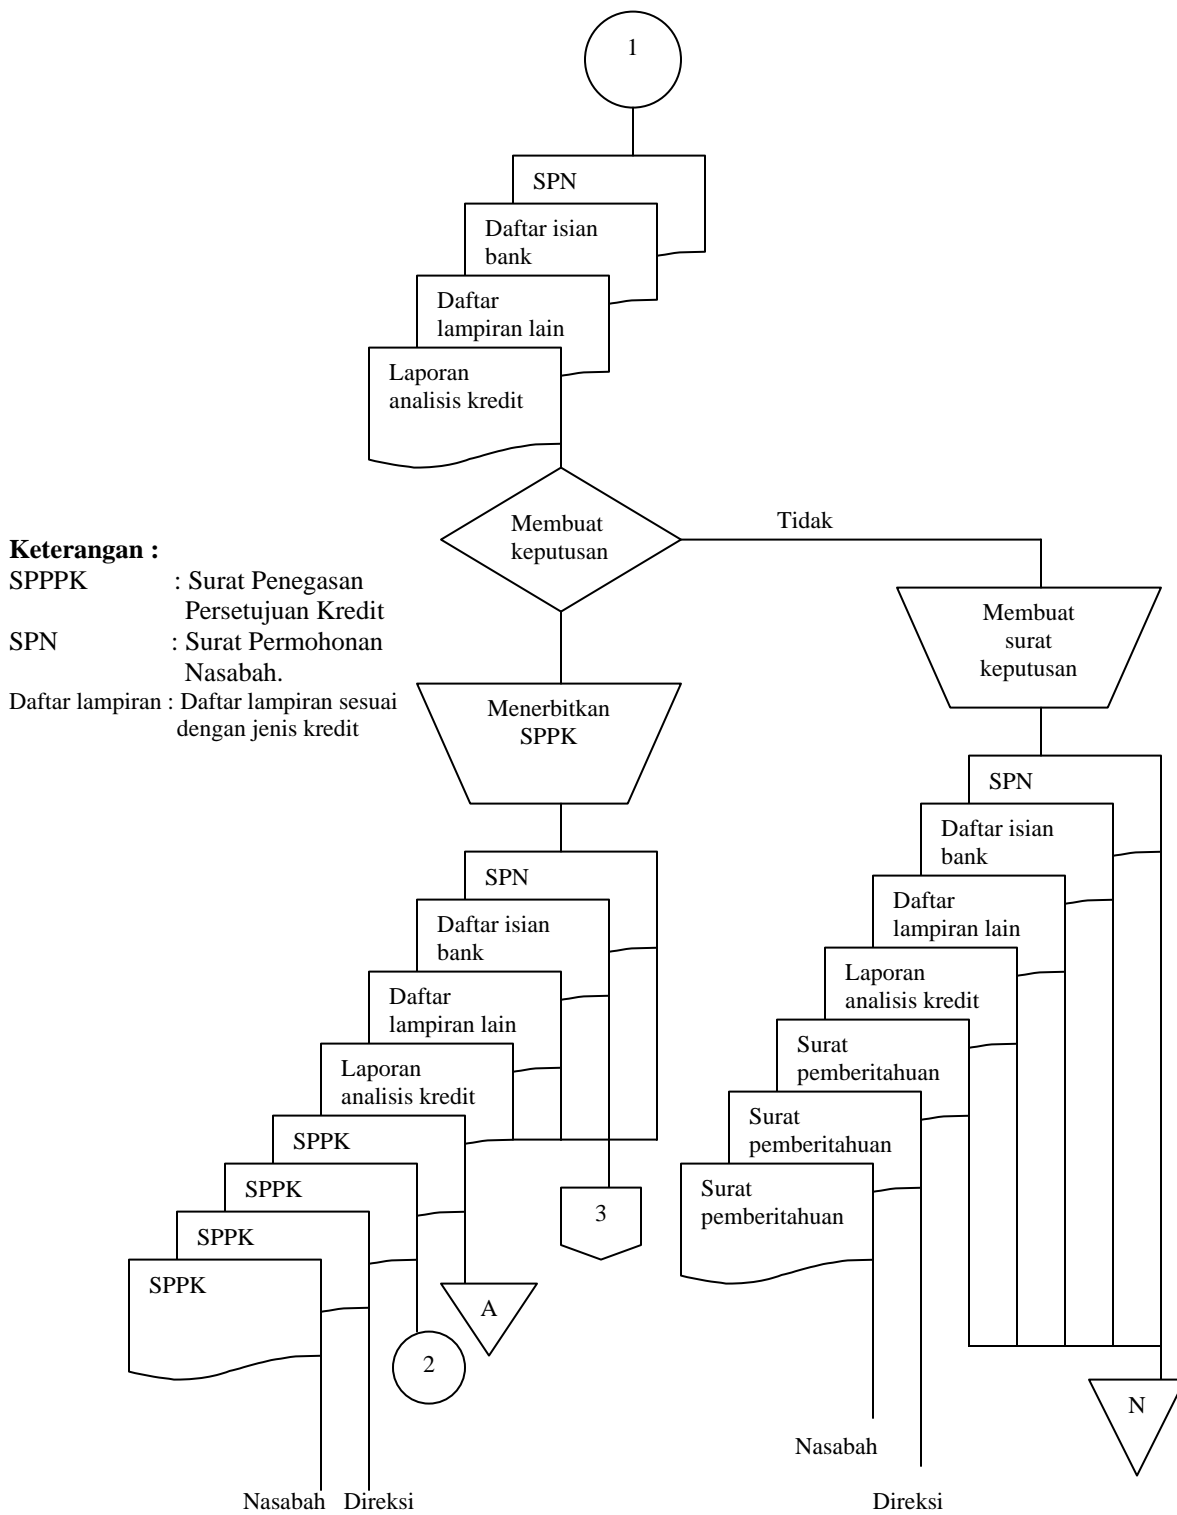 1
SPN
Daftar isian
bank
Daftar
lampiran lain
Laporan
analisis kredit
Membuat
keputusan
Tidak
Keterangan :
SPPPK : Surat Penegasan
Persetujuan Kredit
SPN : Surat Permohonan
Nasabah.
Daftar lampiran : Daftar lampiran sesuai
dengan jenis kredit
Menerbitkan
SPPK
SPN
Daftar isian
bank
Daftar
lampiran lain
Laporan
analisis kredit
SPPK
SPPK
SPPK
SPPK
3
A
2
Nasabah Direksi
Membuat
surat
keputusan
SPN
Daftar isian
bank
Daftar
lampiran lain
Laporan
analisis kredit
Surat
pemberitahuan
Surat
pemberitahuan
Surat
pemberitahuan
N
Nasabah
Direksi